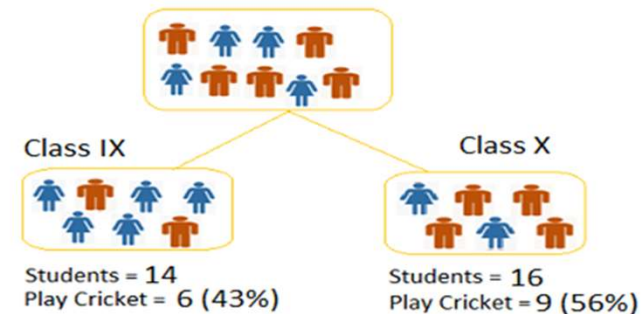 Class IX
Class X
Students = 14
Play Cricket = 6 (43%)
Students = 16
Play Cricket = 9 (56%)